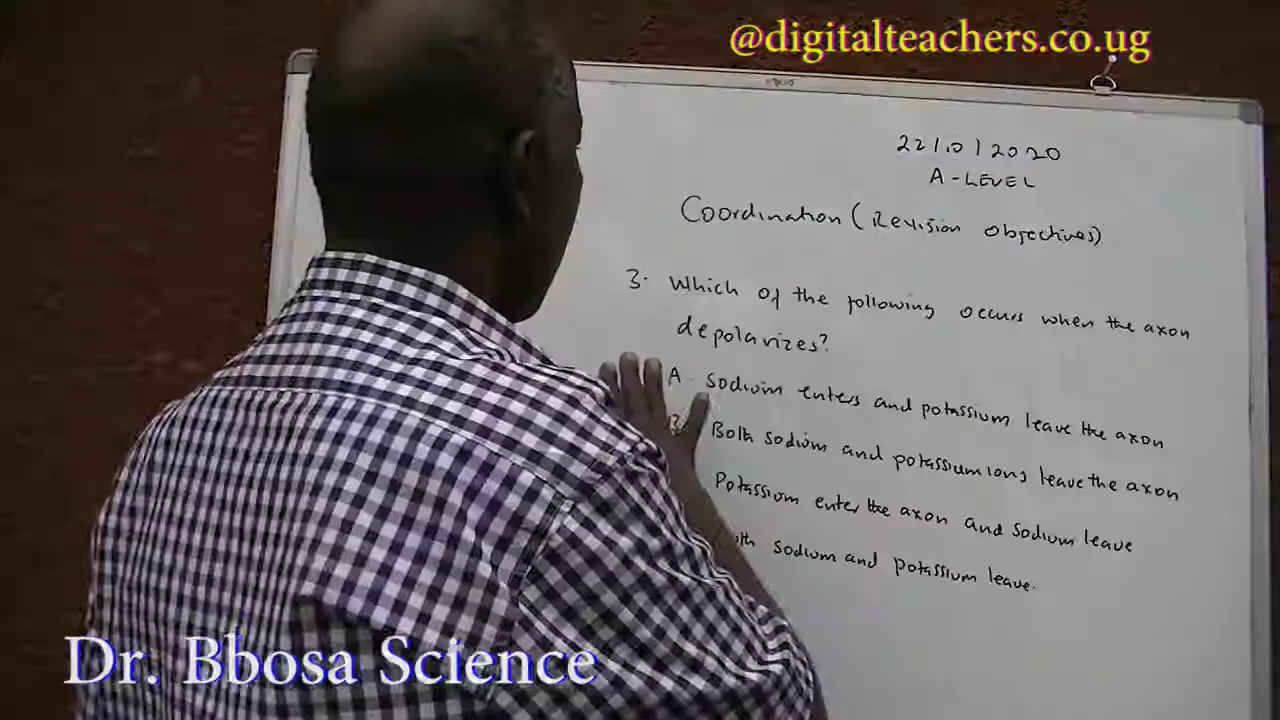 @digitalteachers.co.ug
22/10/2020
A-LEVEL
Coordination (Revision objectives)
3. Which of the following occurs when the axon
depolarizes?
A - Sodium enters and potassium leave the axon
B Both sodium and potassium ions leave the axon
Potassium enter the axon and sodium leave
sodium and potassium leave.
Dr. Bbosa Science